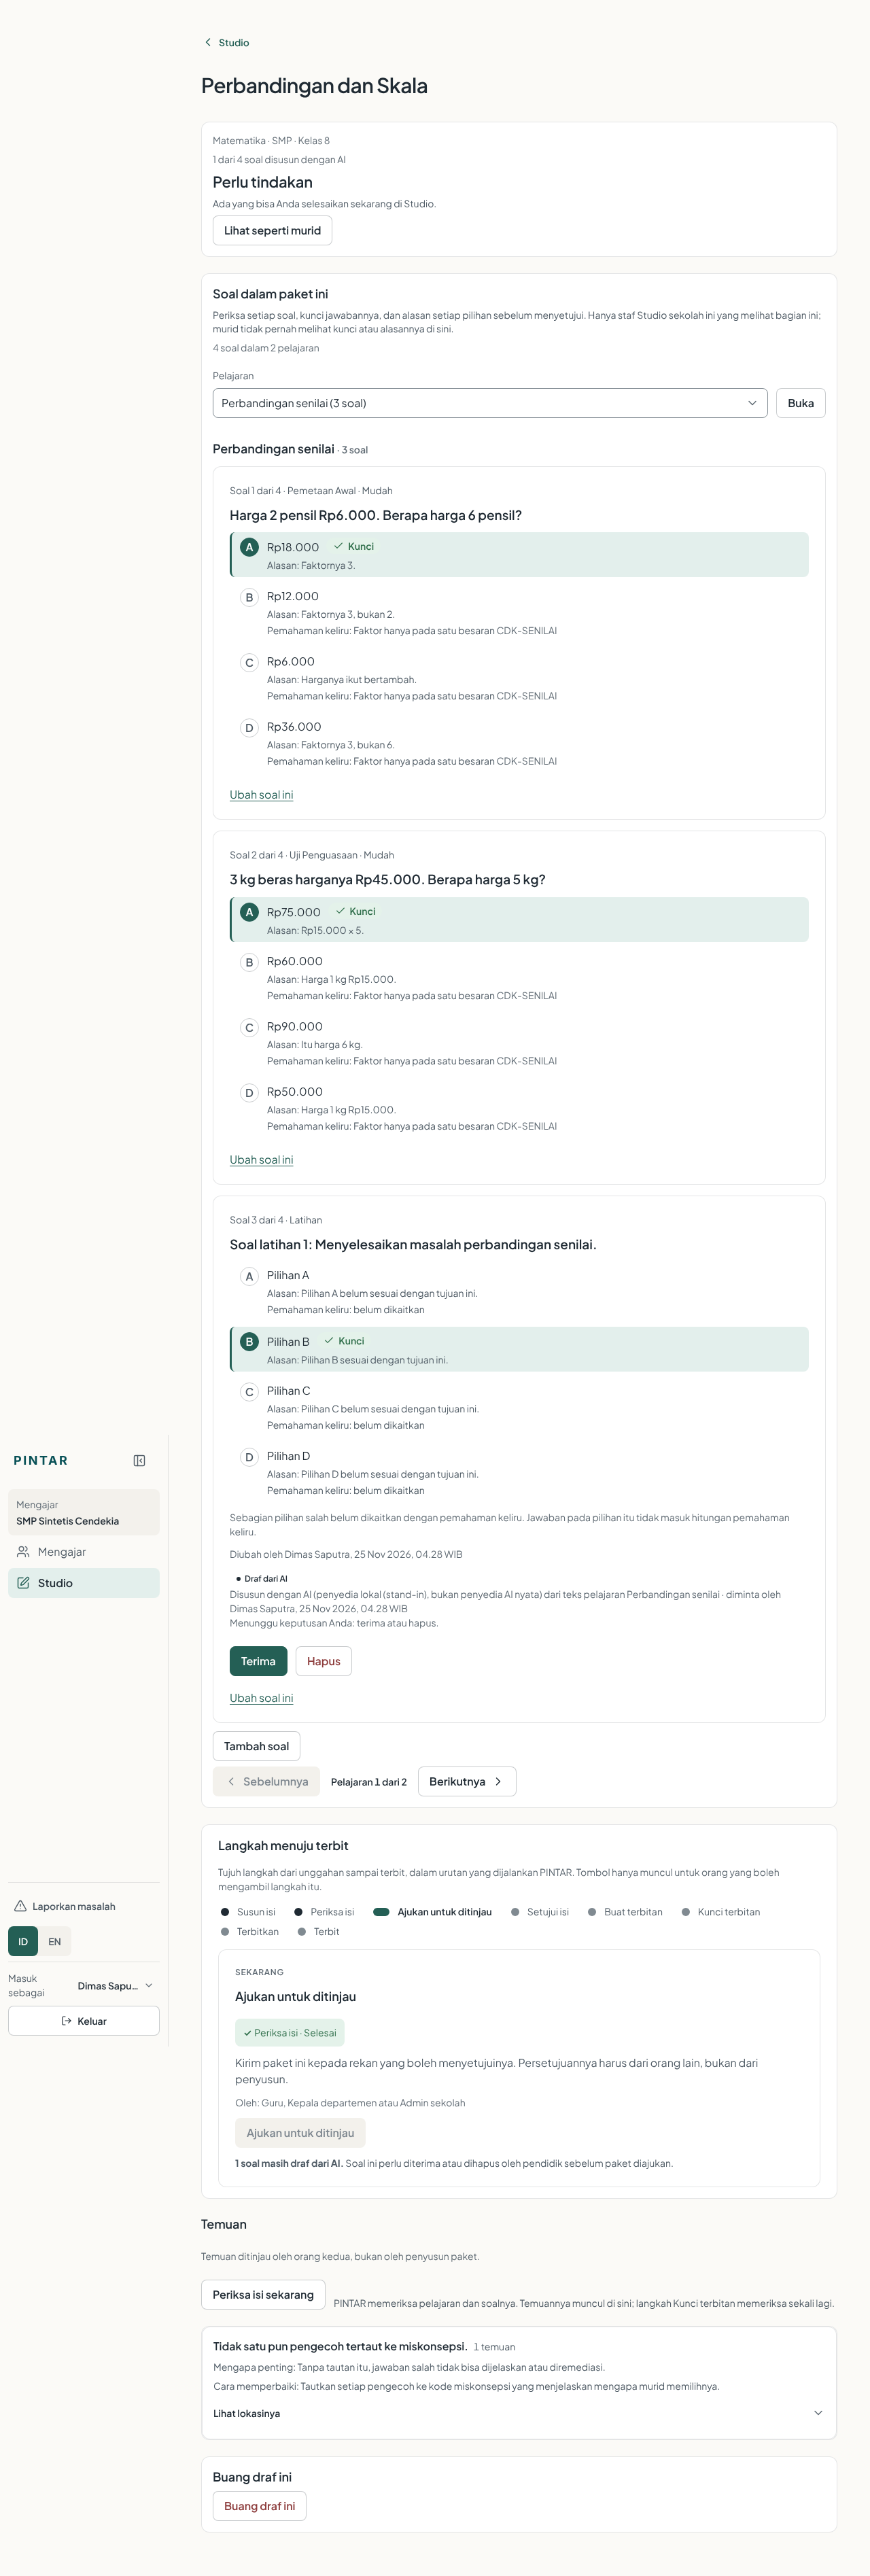 Studio
Perbandingan dan Skala
Matematika · SMP · Kelas 8
1 dari 4 soal disusun dengan AI
Perlu tindakan
Ada yang bisa Anda selesaikan sekarang di Studio.
Lihat seperti murid
Soal dalam paket ini
Periksa setiap soal, kunci jawabannya, dan alasan setiap pilihan sebelum menyetujui. Hanya staf Studio sekolah ini yang melihat bagian ini;
murid tidak pernah melihat kunci atau alasannya di sini.
4 soal dalam 2 pelajaran
Pelajaran
Perbandingan senilai (3 soal)
Buka
Perbandingan senilai · 3 soal
Soal 1 dari 4 · Pemetaan Awal · Mudah
Harga 2 pensil Rp6.000. Berapa harga 6 pensil?
A Rp18.000 Kunci
Alasan: Faktornya 3.
B Rp12.000
Alasan: Faktornya 3, bukan 2.
Pemahaman keliru: Faktor hanya pada satu besaran CDK-SENILAI
C Rp6.000
Alasan: Harganya ikut bertambah.
Pemahaman keliru: Faktor hanya pada satu besaran CDK-SENILAI
D Rp36.000
Alasan: Faktornya 3, bukan 6.
Pemahaman keliru: Faktor hanya pada satu besaran CDK-SENILAI
Ubah soal ini
Soal 2 dari 4 · Uji Penguasaan · Mudah
3 kg beras harganya Rp45.000. Berapa harga 5 kg?
A Rp75.000 Kunci
Alasan: Rp15.000 × 5.
B Rp60.000
Alasan: Harga 1 kg Rp15.000.
Pemahaman keliru: Faktor hanya pada satu besaran CDK-SENILAI
C Rp90.000
Alasan: Itu harga 6 kg.
Pemahaman keliru: Faktor hanya pada satu besaran CDK-SENILAI
D Rp50.000
Alasan: Harga 1 kg Rp15.000.
Pemahaman keliru: Faktor hanya pada satu besaran CDK-SENILAI
Ubah soal ini
Soal 3 dari 4 · Latihan
Soal latihan 1: Menyelesaikan masalah perbandingan senilai.
A Pilihan A
Alasan: Pilihan A belum sesuai dengan tujuan ini.
Pemahaman keliru: belum dikaitkan
B Pilihan B Kunci
Alasan: Pilihan B sesuai dengan tujuan ini.
C Pilihan C
Alasan: Pilihan C belum sesuai dengan tujuan ini.
Pemahaman keliru: belum dikaitkan
D Pilihan D
Alasan: Pilihan D belum sesuai dengan tujuan ini.
Pemahaman keliru: belum dikaitkan
Sebagian pilihan salah belum dikaitkan dengan pemahaman keliru. Jawaban pada pilihan itu tidak masuk hitungan pemahaman
keliru.
Diubah oleh Dimas Saputra, 25 Nov 2026, 04.28 WIB
Draf dari AI
Disusun dengan AI (penyedia lokal (stand-in), bukan penyedia AI nyata) dari teks pelajaran Perbandingan senilai · diminta oleh
Dimas Saputra, 25 Nov 2026, 04.28 WIB
Menunggu keputusan Anda: terima atau hapus.
Terima
Hapus
Ubah soal ini
Tambah soal
Sebelumnya
Pelajaran 1 dari 2
Berikutnya
PINTAR
Mengajar
SMP Sintetis Cendekia
Mengajar
Studio
Laporkan masalah
ID
EN
Masuk
sebagai
Dimas Sapu…
Keluar
Langkah menuju terbit
Tujuh langkah dari unggahan sampai terbit, dalam urutan yang dijalankan PINTAR. Tombol hanya muncul untuk orang yang boleh
mengambil langkah itu.
Susun isi
Periksa isi
Ajukan untuk ditinjau
Setujui isi
Buat terbitan
Kunci terbitan
Terbitkan
Terbit
SEKARANG
Ajukan untuk ditinjau
Periksa isi · Selesai
Kirim paket ini kepada rekan yang boleh menyetujuinya. Persetujuannya harus dari orang lain, bukan dari
penyusun.
Oleh: Guru, Kepala departemen atau Admin sekolah
Ajukan untuk ditinjau
1 soal masih draf dari AI. Soal ini perlu diterima atau dihapus oleh pendidik sebelum paket diajukan.
Temuan
Temuan ditinjau oleh orang kedua, bukan oleh penyusun paket.
Periksa isi sekarang
PINTAR memeriksa pelajaran dan soalnya. Temuannya muncul di sini; langkah Kunci terbitan memeriksa sekali lagi.
Tidak satu pun pengecoh tertaut ke miskonsepsi. 1 temuan
Mengapa penting: Tanpa tautan itu, jawaban salah tidak bisa dijelaskan atau diremediasi.
Cara memperbaiki: Tautkan setiap pengecoh ke kode miskonsepsi yang menjelaskan mengapa murid memilihnya.
Lihat lokasinya
Buang draf ini
Buang draf ini